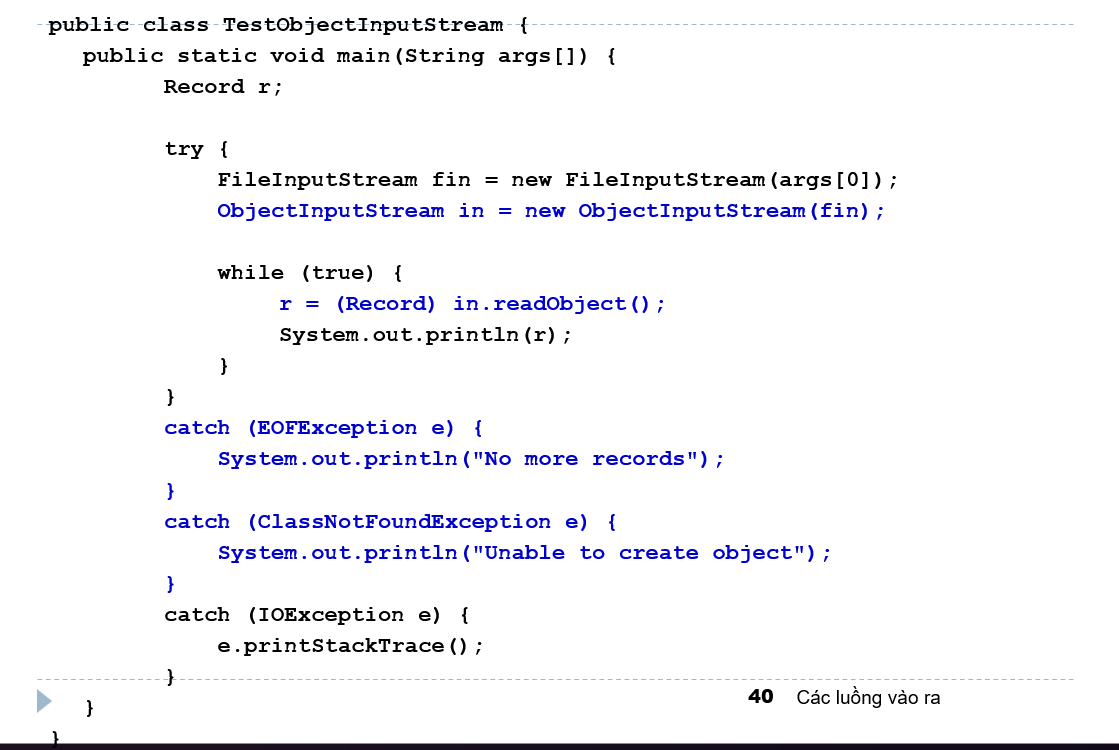 public class TestObjectInputStream {
public static void main(String args[]) {
Record r;
try {
FileInputStream fin = new FileInputStream(args[0]);
ObjectInputStream in = new ObjectInputStream(fin);
while (true) {
r = (Record) in.readObject();
System.out.println(r);
}
}
catch (EOFException e) {
System.out.println("No more records");
}
catch (ClassNotFoundException e) {
System.out.println("Unable to create object");
}
catch (IOException e) {
e.printStackTrace();
}
40 Các luồng vào ra
}
}